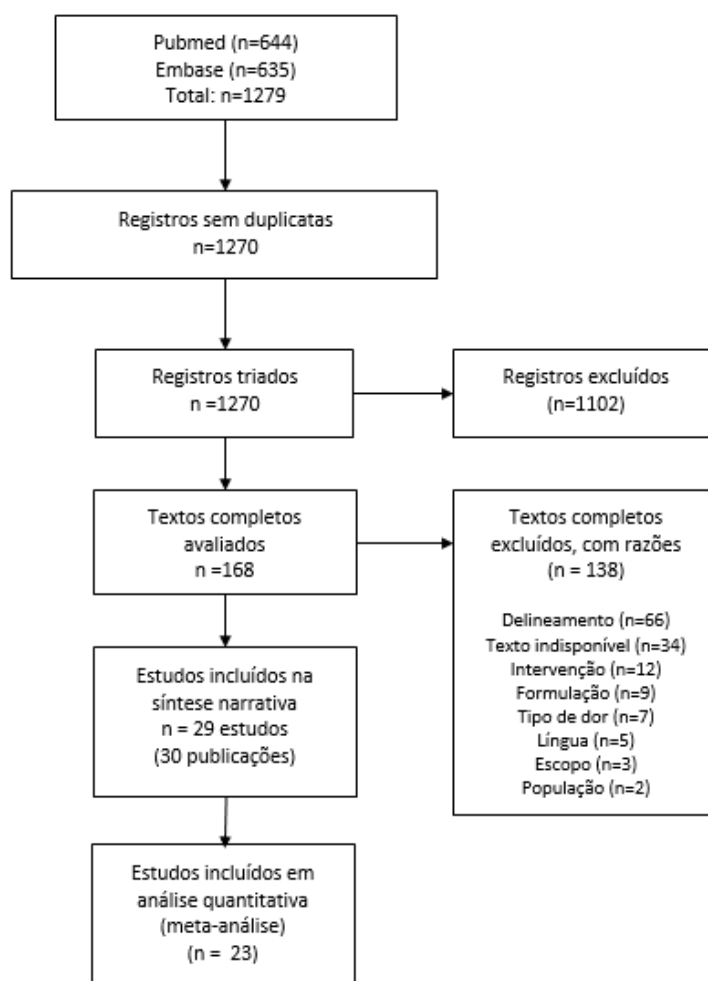 Pubmed (n=644)
Embase (n=635)
Total: n=1279
Registros sem duplicatas
n=1270
Registros triados
n =1270
Registros excluídos
(n=1102)
Textos completos
avaliados
n =168
Textos completos
excluídos, com razões
(n = 138)
Delineamento (n=66)
Texto indisponível (n=34)
Intervenção (n=12)
Formulação (n=9)
Tipo de dor (n=7)
Língua (n=5)
Escopo (n=3)
População (n=2)
Estudos incluídos na
síntese narrativa
n = 29 estudos
(30 publicações)
Estudos incluídos em
análise quantitativa
(meta-análise)
(n =  23)